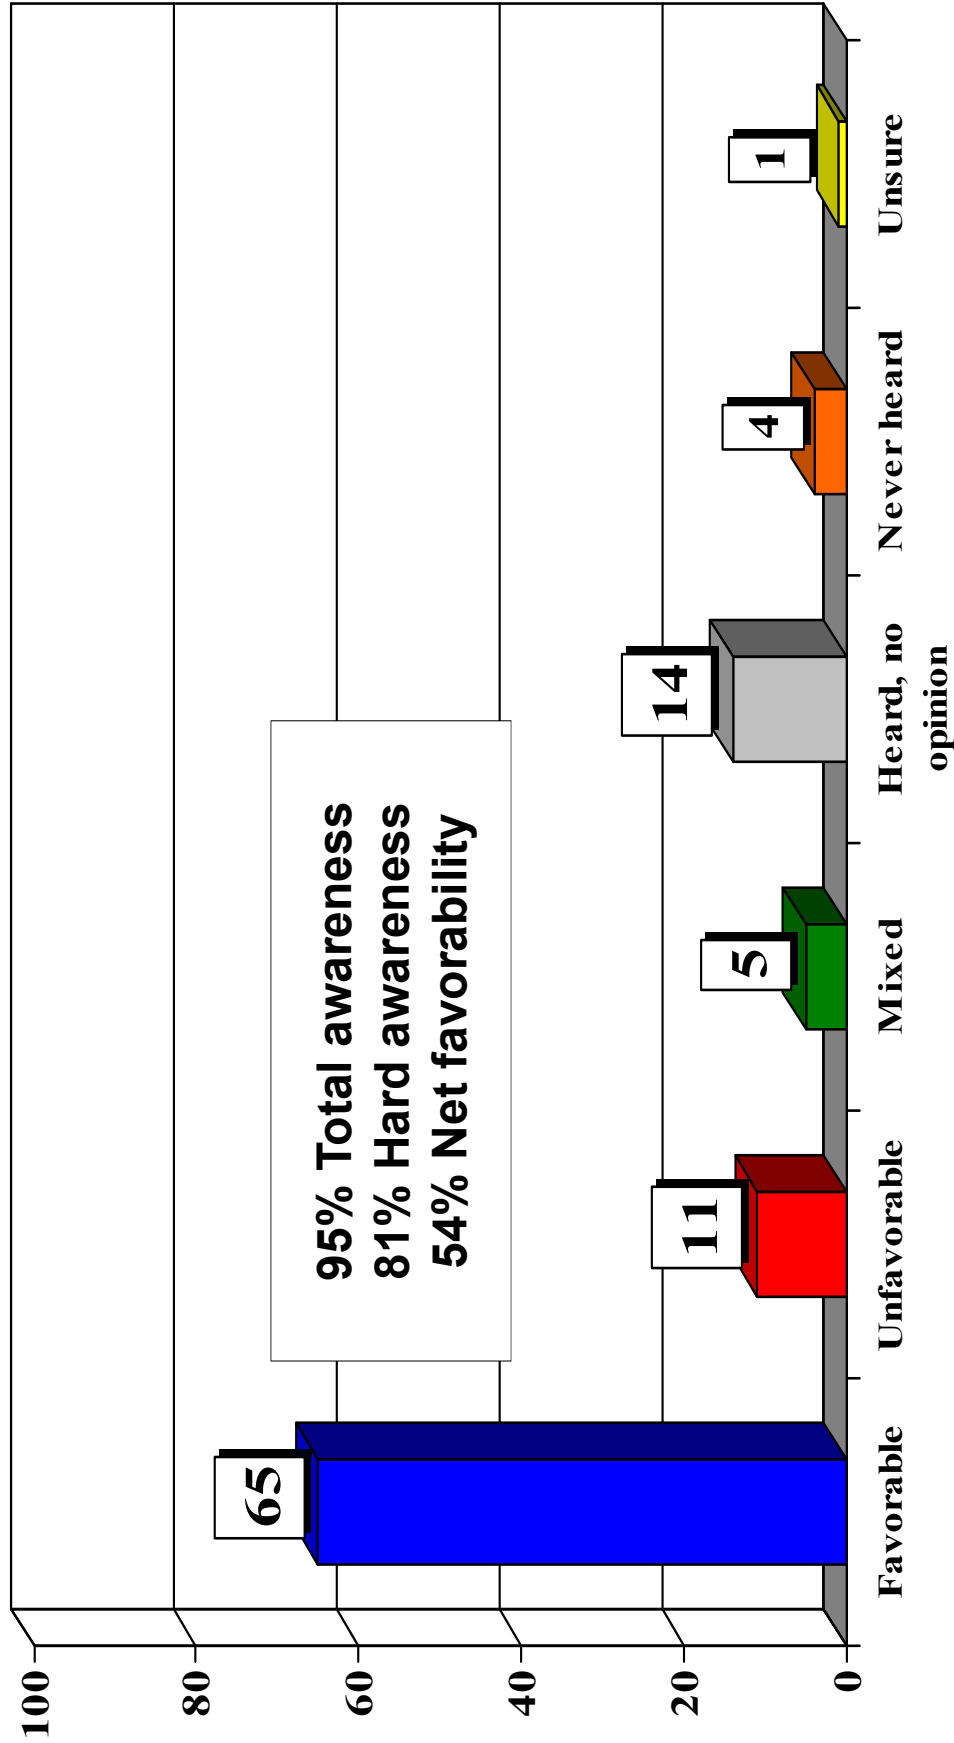 100
80
60
40
20
0
65
11
5
14
4
1
95% Total awareness
81% Hard awareness
54% Net favorability
Favorable
Unfavorable
Mixed
Heard, no
opinion
Never heard
Unsure